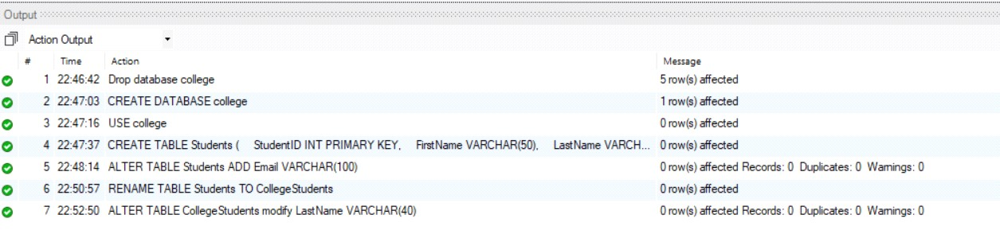 Output
Action Output
# Time Action Message
1 22:46:42 Drop database college 5 row(s) affected
2 22:47:03 CREATE DATABASE college 1 row(s) affected
3 22:47:16 USE college 0 row(s) affected
4 22:47:37 CREATE TABLE Students ( StudentID INT PRIMARY KEY, FirstName VARCHAR(50), LastName VARCH... 0 row(s) affected
5 22:48:14 ALTER TABLE Students ADD Email VARCHAR(100) 0 row(s) affected Records: 0 Duplicates: 0 Warnings: 0
6 22:50:57 RENAME TABLE Students TO CollegeStudents 0 row(s) affected
7 22:52:50 ALTER TABLE CollegeStudents modify LastName VARCHAR(40) 0 row(s) affected Records: 0 Duplicates: 0 Warnings: 0